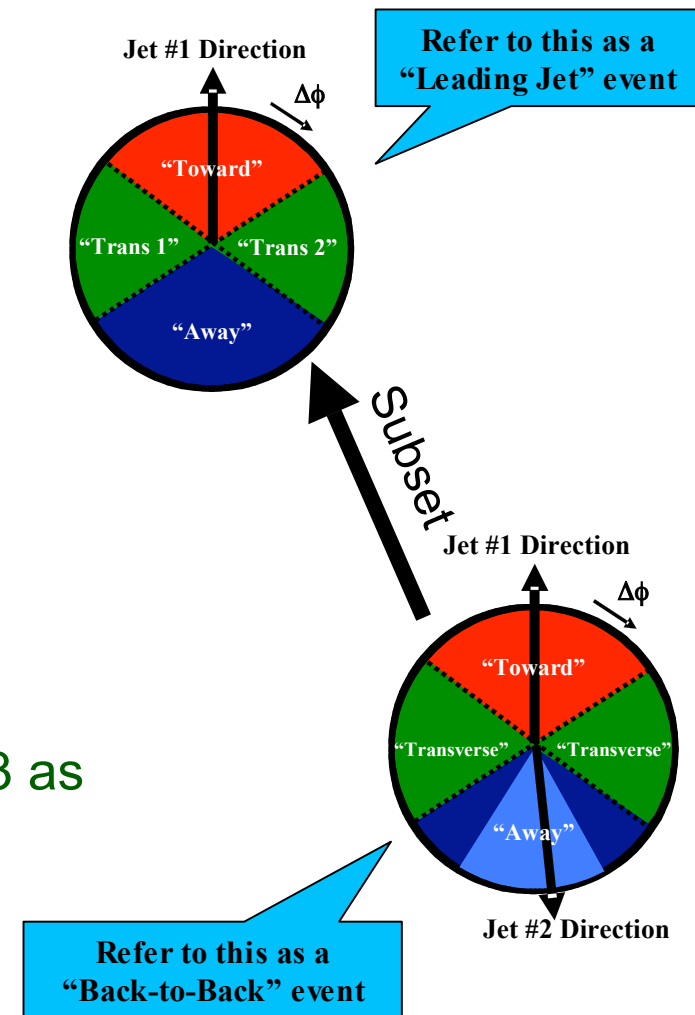 Refer to this as a
“Leading Jet” event
Jet #1 Direction
Δϕ
“Toward”
“Trans 1”
“Trans 2”
“Away”
Subset
Jet #1 Direction
Δϕ
“Toward”
“Transverse”
“Transverse”
“Away”
Jet #2 Direction
3 as
Refer to this as a
“Back-to-Back” event